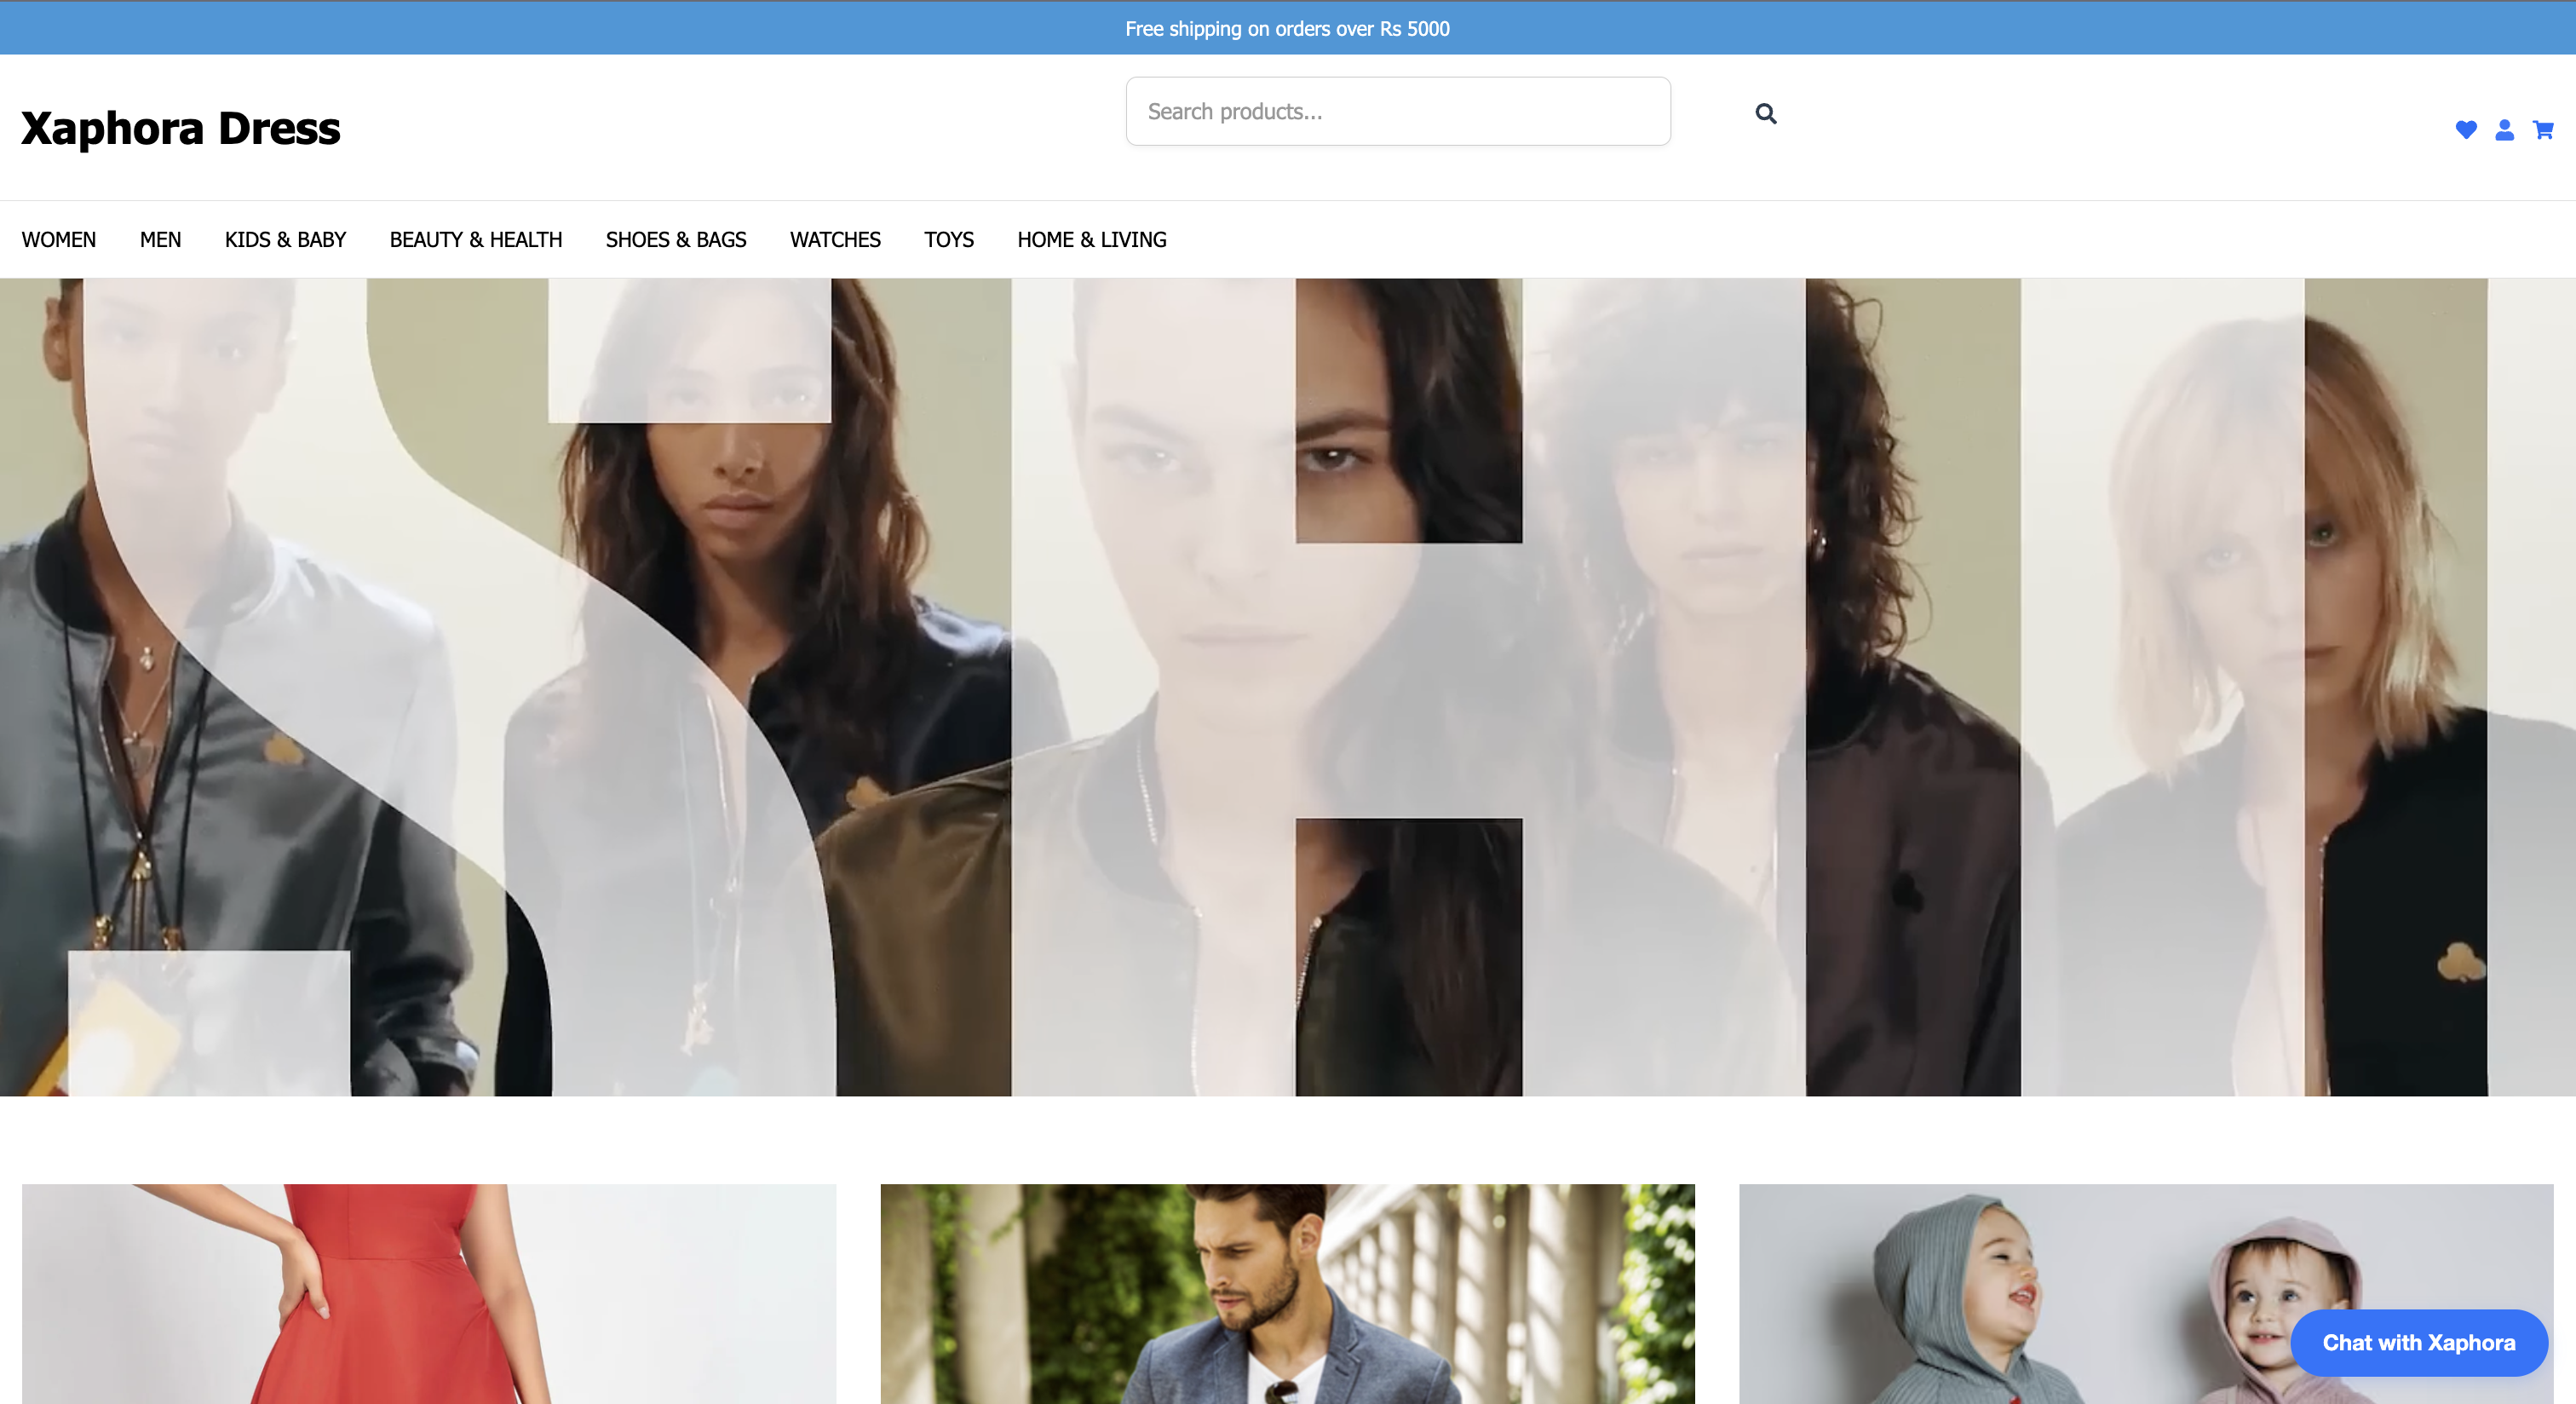 Free shipping on orders over Rs 5000
Xaphora Dress
Search products...
WOMEN MEN KIDS & BABY BEAUTY & HEALTH SHOES & BAGS WATCHES TOYS HOME & LIVING
Chat with Xaphora